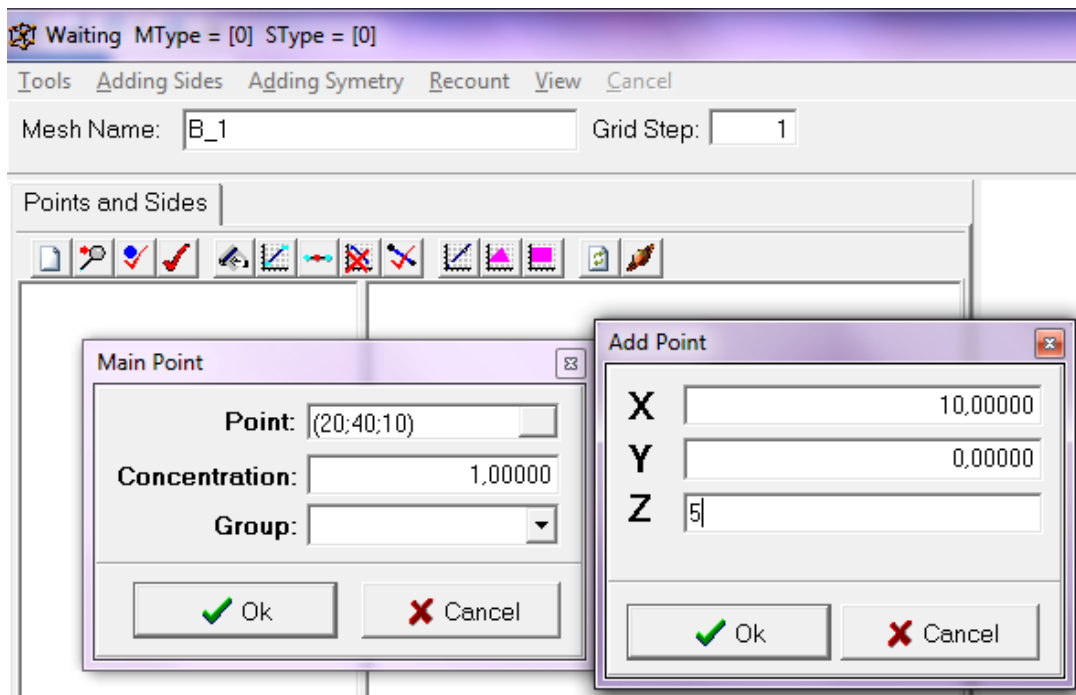 Waiting MType = [0] SType = [0]
Tools Adding Sides Adding Symetry Recount View Cancel
Mesh Name: B_1 Grid Step: 1
Points and Sides
Main Point
Point: (20;40;10)
Concentration: 1,00000
Group:
Ok Cancel
Add Point
X 10,00000
Y 0,00000
Z 5
Ok Cancel